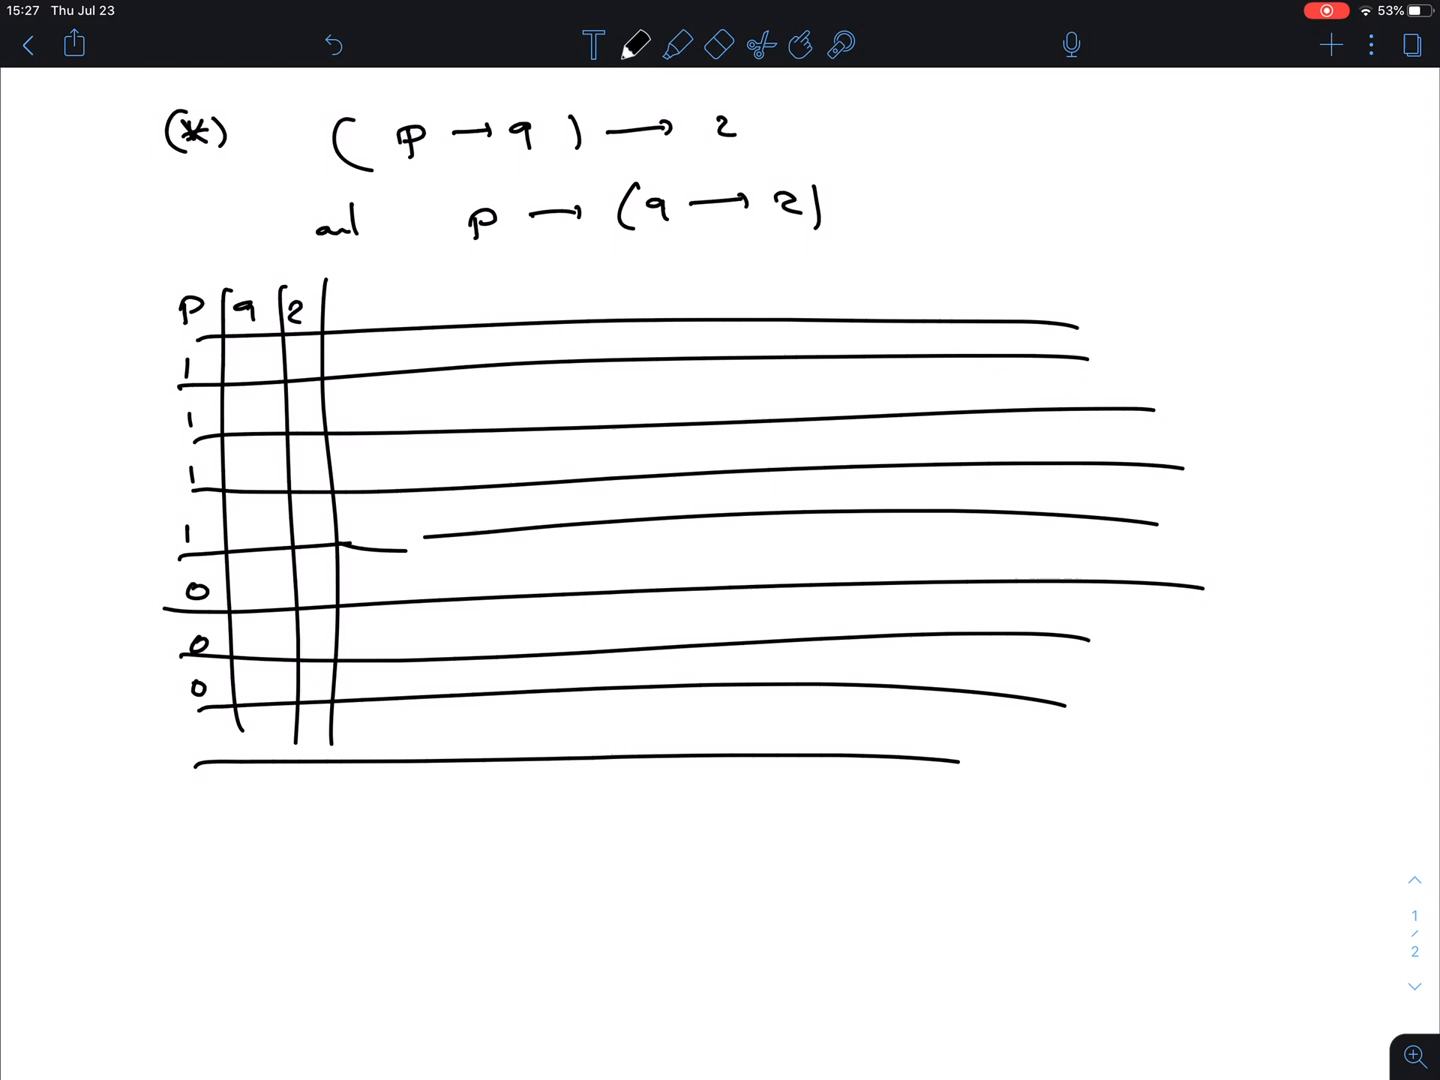 15:27 Thu Jul 23
53%
(*) ( p → q ) → r
and p → (q → r)
p q r
1
1
1
1
0
0
0
1
/
2